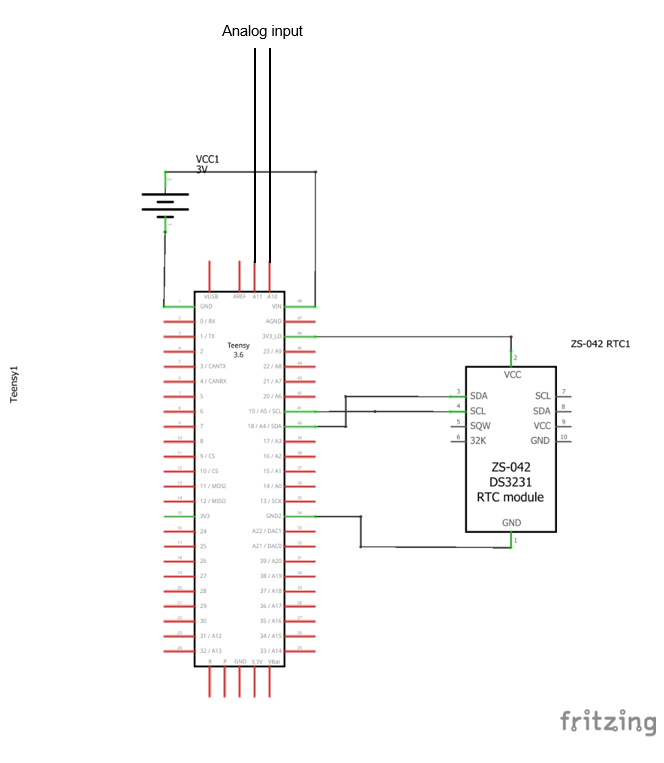 Analog input
VCC1
3V
VUSB
AREF
A11
A10
GND
VIN
0 / RX
AGND
1 / TX
Teensy
3.6
3V3_LO
2
23 / A9
3 / CANTX
22 / A8
4 / CANRX
21 / A7
5
20 / A6
6
19 / A5 / SCL
7
18 / A4 / SDA
8
17 / A3
9 / CS
16 / A2
10 / CS
15 / A1
11 / MOSI
14 / A0
12 / MISO
13 / SCK
3V3
GND2
24
A22 / DAC1
25
A21 / DAC0
26
39 / A20
27
38 / A19
28
37 / A18
29
36 / A17
30
35 / A16
31 / A12
34 / A15
32 / A13
33 / A14
R
P
GND
3.3V
VBat
Teensy1
ZS-042 RTC1
2
VCC
3
SDA
SCL
7
4
SCL
SDA
8
5
SQW
VCC
9
6
32K
GND
10
ZS-042
DS3231
RTC module
GND
1
fritzing